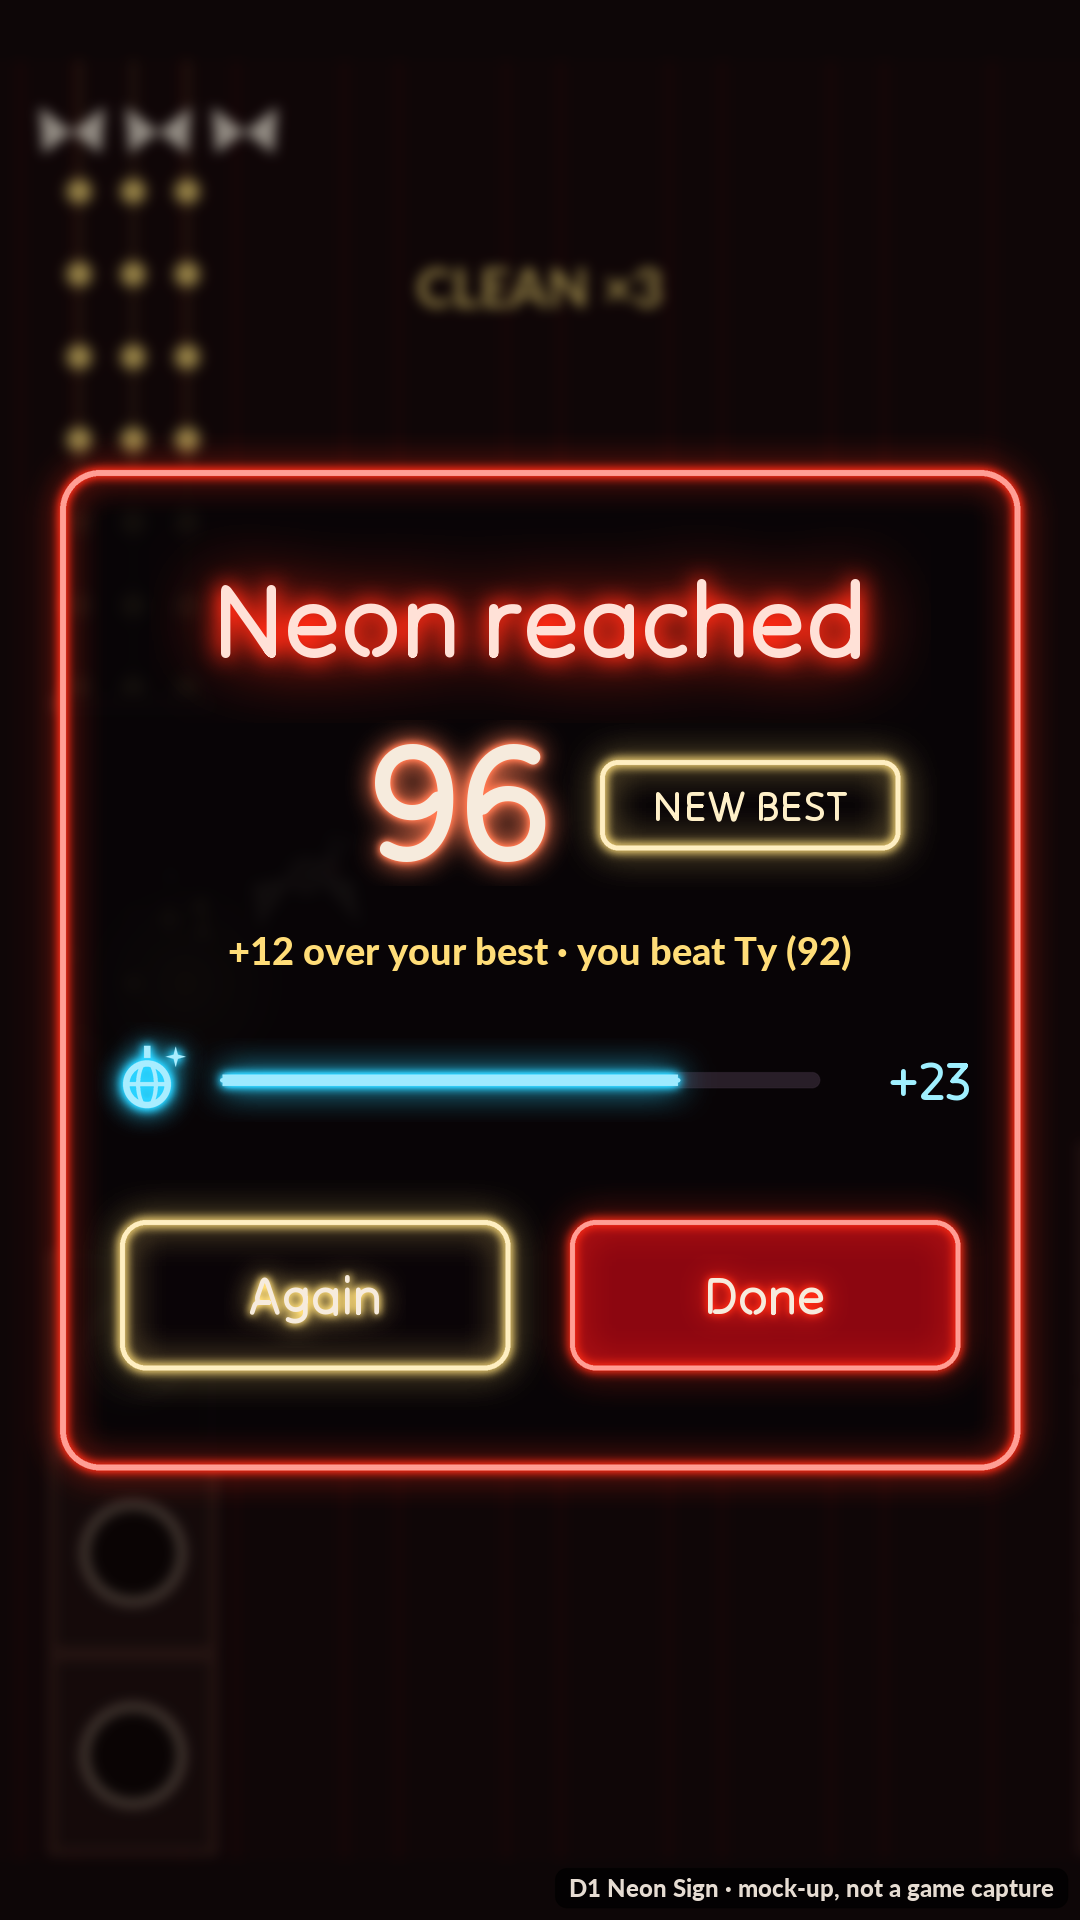 CLEAN ×3
Neon reached
96 NEW BEST
+12 over your best · you beat Ty (92)
+23
Again Done
D1 Neon Sign · mock-up, not a game capture